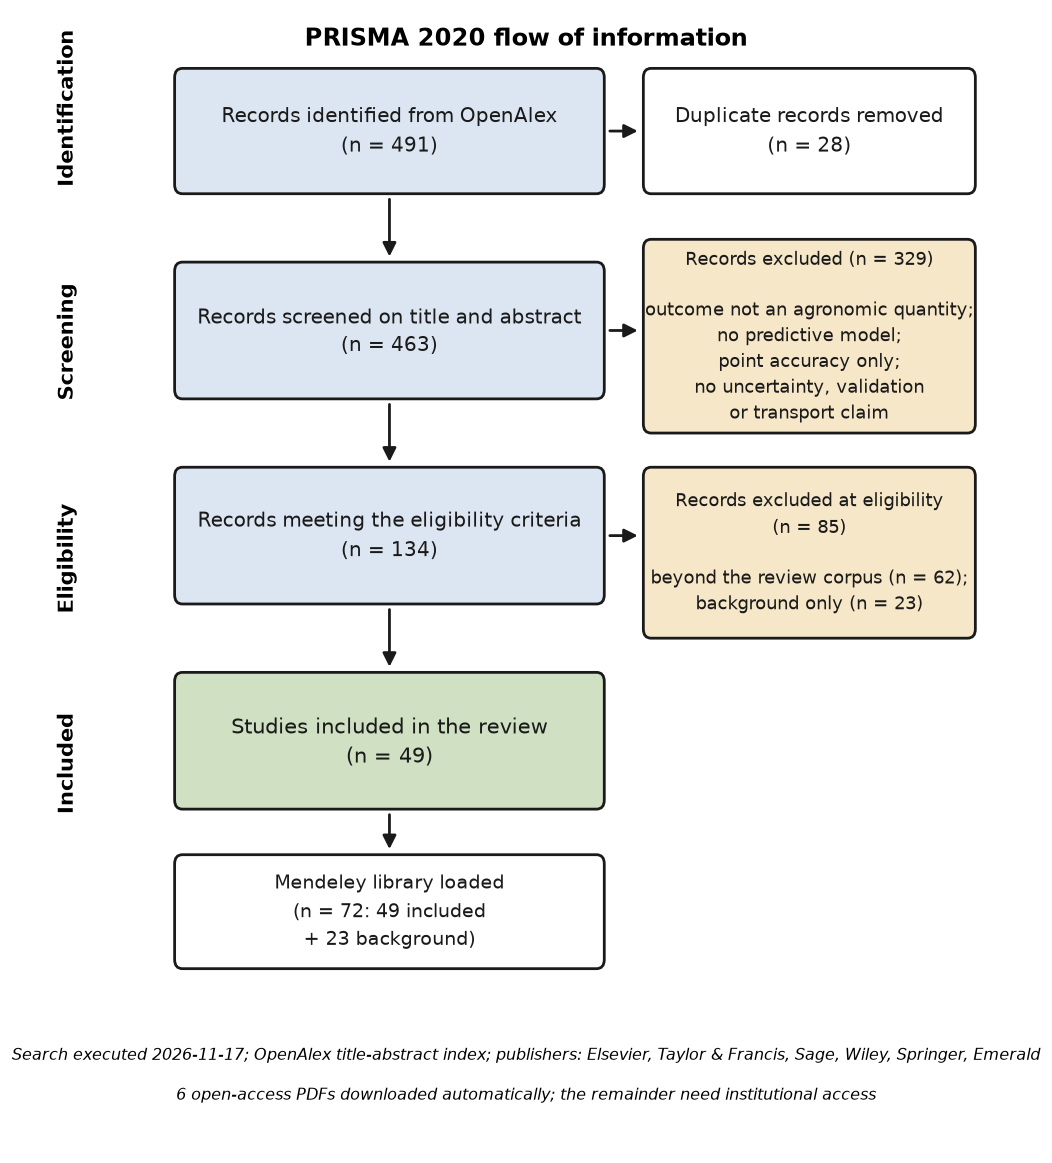 PRISMA 2020 flow of information
Identification
Records identified from OpenAlex
(n = 491)
Duplicate records removed
(n = 28)
Screening
Records screened on title and abstract
(n = 463)
Records excluded (n = 329)
outcome not an agronomic quantity;
no predictive model;
point accuracy only;
no uncertainty, validation
or transport claim
Eligibility
Records meeting the eligibility criteria
(n = 134)
Records excluded at eligibility
(n = 85)
beyond the review corpus (n = 62);
background only (n = 23)
Included
Studies included in the review
(n = 49)
Mendeley library loaded
(n = 72: 49 included
+ 23 background)
Search executed 2026-11-17; OpenAlex title-abstract index; publishers: Elsevier, Taylor & Francis, Sage, Wiley, Springer, Emerald
6 open-access PDFs downloaded automatically; the remainder need institutional access